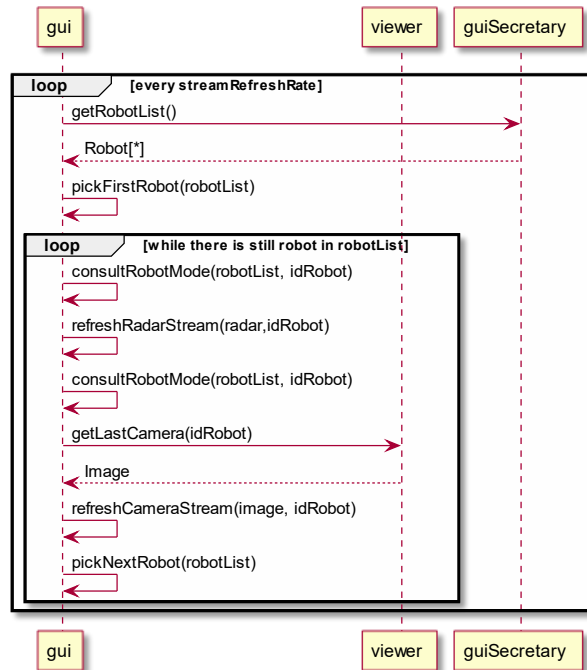 gui viewer guiSecretary
loop [every streamRefreshRate]
getRobotList()
Robot[*]
pickFirstRobot(robotList)
loop [while there is still robot in robotList]
consultRobotMode(robotList, idRobot)
refreshRadarStream(radar,idRobot)
consultRobotMode(robotList, idRobot)
getLastCamera(idRobot)
Image
refreshCameraStream(image, idRobot)
pickNextRobot(robotList)
gui viewer guiSecretary